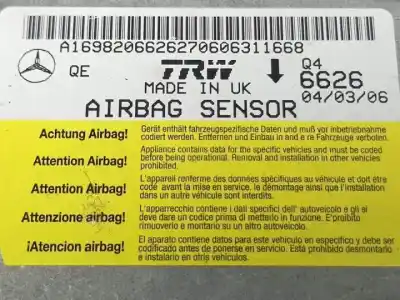 A1698206626270606311668
QE
TRW
Q4
6626
MADE IN UK
04/03/06
AIRBAG SENSOR
Achtung Airbag!
Gerät enthält fahrzeugspezifische Daten und muß vor inbetriebnahme
codiert werden. Entfernen und Einbau in and e re Fahrzeuge verboten.
Attention Airbag!
Appliance contains data for the specific vehicles and must be coded
before being operational. Removal and installation in other vehicles
prohibited.
Attention Airbag!
L'appareil renferme des données spécifiques au véhicule et doit être
codé avant la mise en service. le démontage ainsi que l'installation
dans un autre véhicule sont interdits.
Attenzione airbag!
L'apparecchio contiene i dati specifici dell' autoveicolo e gli si
deve dare un codice prima di metterlo in funzione. E'proibito
rimuoverlo e montarlo su un altro autoveicolo.
¡Atencion airbag!
El aparato contiene datos para este vehículo en específico y debe ser
codificado antes de ponerse en servicio. Està prohibido desmontarlo
e instalarlo en otris vehículos.